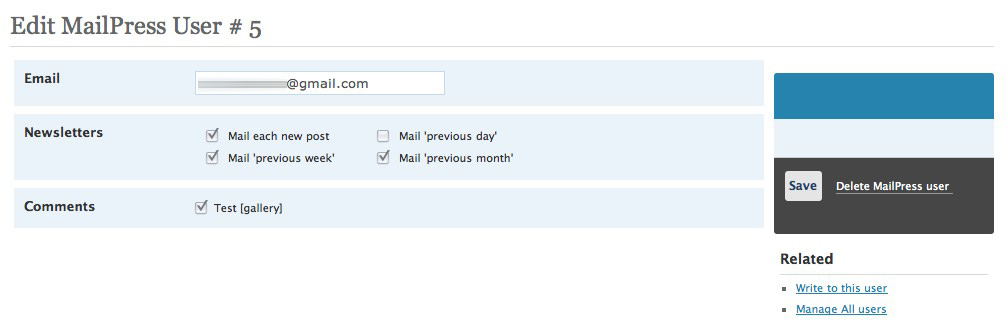 Edit MailPress User # 5
Email
@gmail.com
Newsletters
Mail each new post
Mail 'previous day'
Mail 'previous week'
Mail 'previous month'
Comments
Test [gallery]
Save
Delete MailPress user
Related
Write to this user
Manage All users